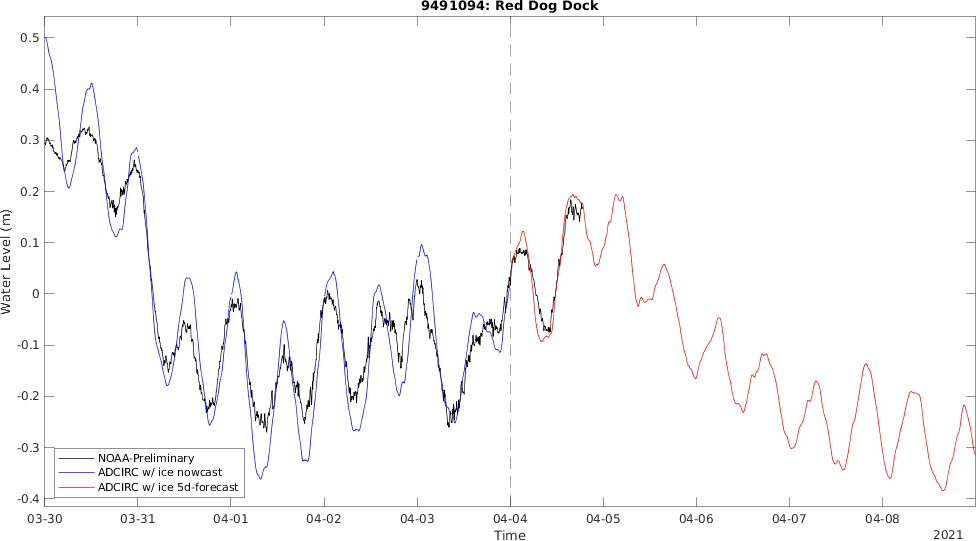 9491094: Red Dog Dock
Water Level (m)
0.5
0.4
0.3
0.2
0.1
0
-0.1
-0.2
-0.3
-0.4
NOAA-Preliminary
ADCIRC w/ ice nowcast
ADCIRC w/ ice 5d-forecast
03-30 03-31 04-01 04-02 04-03 04-04 04-05 04-06 04-07 04-08
Time
2021